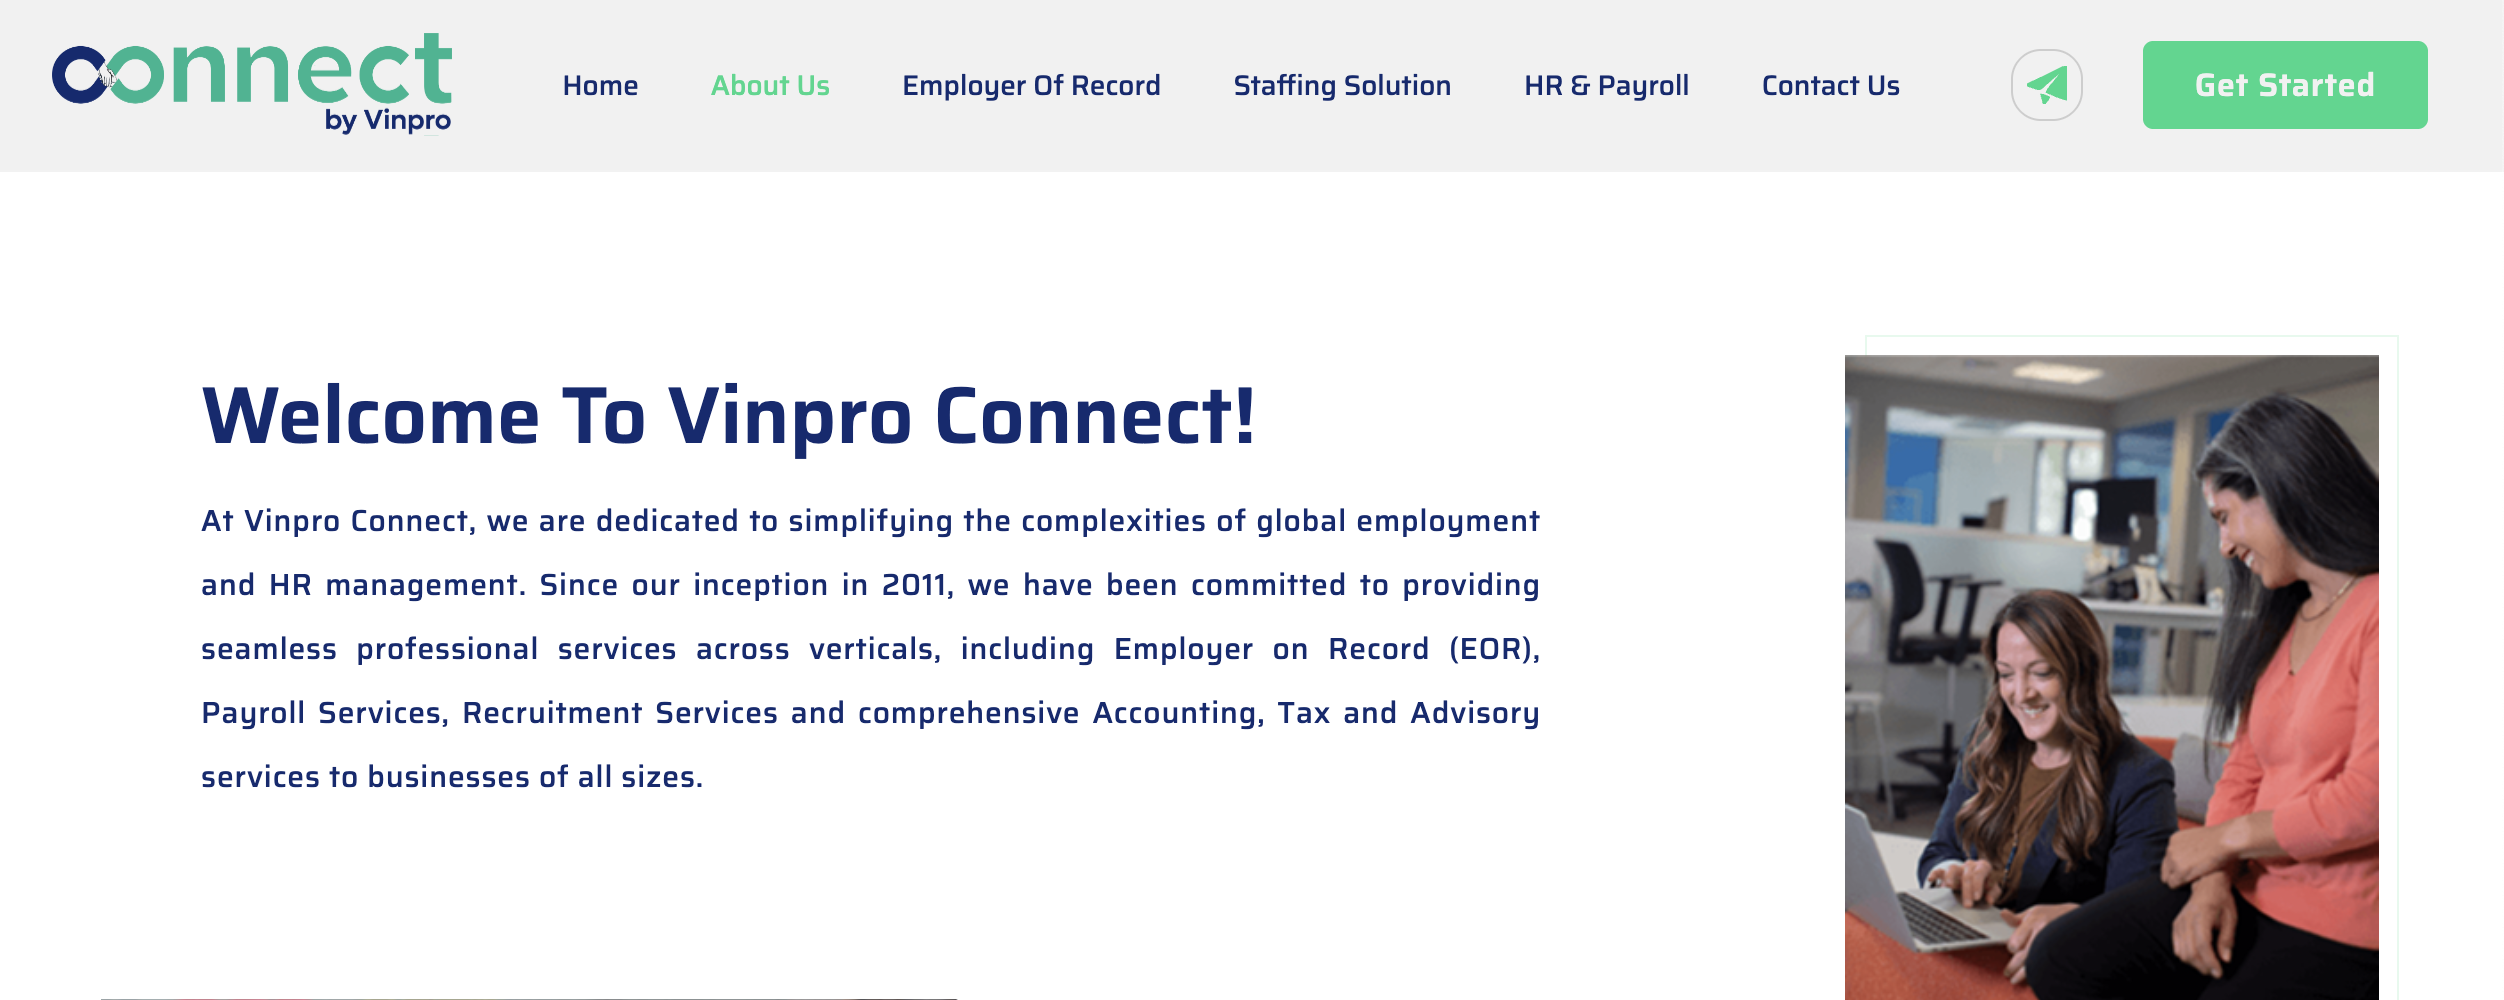 connect
by Vinpro
Home
About Us
Employer Of Record
Staffing Solution
HR & Payroll
Contact Us
Get Started
Welcome To Vinpro Connect!
At Vinpro Connect, we are dedicated to simplifying the complexities of global employment
and HR management. Since our inception in 2011, we have been committed to providing
seamless professional services across verticals, including Employer on Record (EOR),
Payroll Services, Recruitment Services and comprehensive Accounting, Tax and Advisory
services to businesses of all sizes.